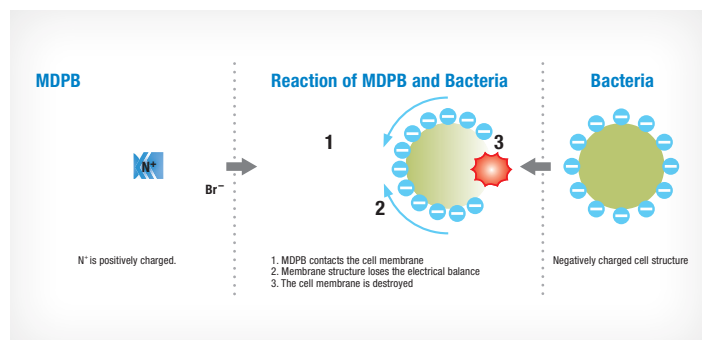 MDPB
Reaction of MDPB and Bacteria
Bacteria
N⁺
Br⁻
1
2
3
N⁺ is positively charged.
1. MDPB contacts the cell membrane
2. Membrane structure loses the electrical balance
3. The cell membrane is destroyed
Negatively charged cell structure